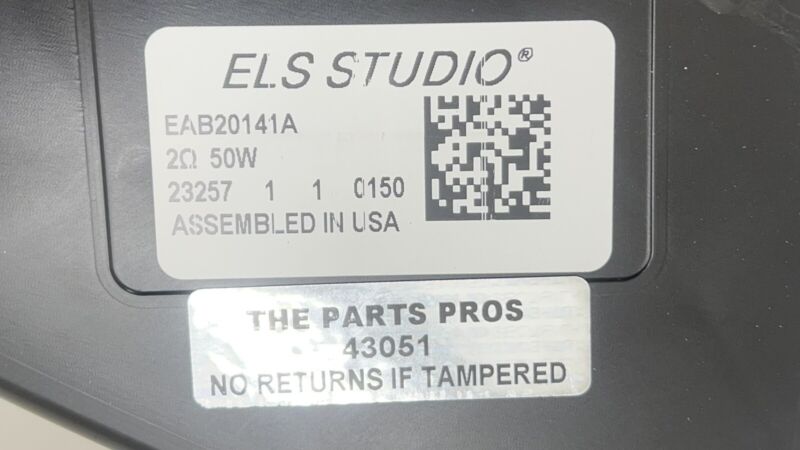 ELS STUDIO®
EAB20141A
2Ω 50W
23257 1 1 0150
ASSEMBLED IN USA
THE PARTS PROS
43051
NO RETURNS IF TAMPERED